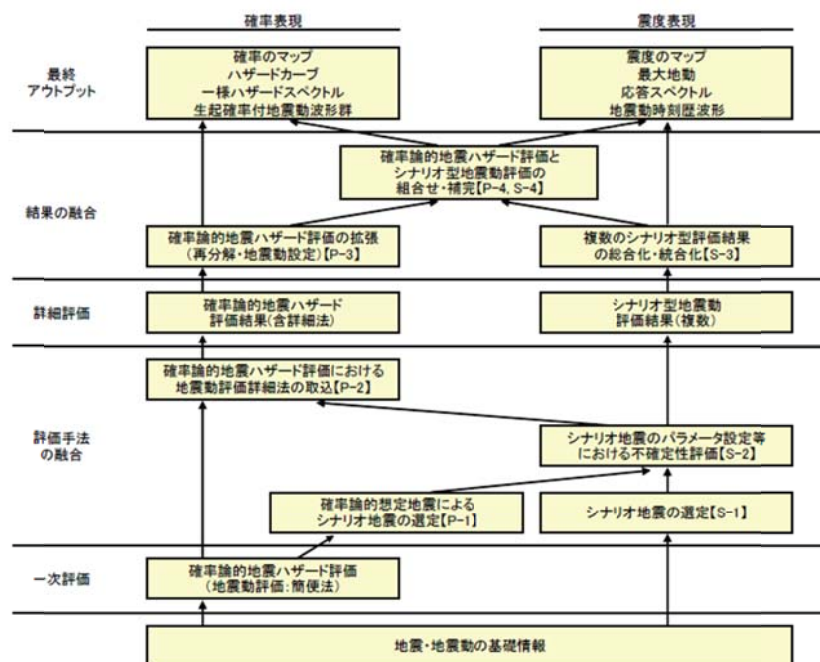 確率表現
震度表現
最終
アウトプット
確率のマップ
ハザードカーブ
一様ハザードスペクトル
生起確率付地震動波形群
震度のマップ
最大地動
応答スペクトル
地震動時刻歴波形
結果の融合
確率論的地震ハザード評価と
シナリオ型地震動評価の
組合せ・補完【P-4, S-4】
確率論的地震ハザード評価の拡張
(再分解・地震動設定)【P-3】
複数のシナリオ型評価結果
の総合化・統合化【S-3】
詳細評価
確率論的地震ハザード
評価結果(含詳細法)
シナリオ型地震動
評価結果(複数)
評価手法
の融合
確率論的地震ハザード評価における
地震動評価詳細法の取込【P-2】
シナリオ地震のパラメータ設定等
における不確定性評価【S-2】
確率論的想定地震による
シナリオ地震の選定【P-1】
シナリオ地震の選定【S-1】
一次評価
確率論的地震ハザード評価
(地震動評価:簡便法)
地震・地震動の基礎情報